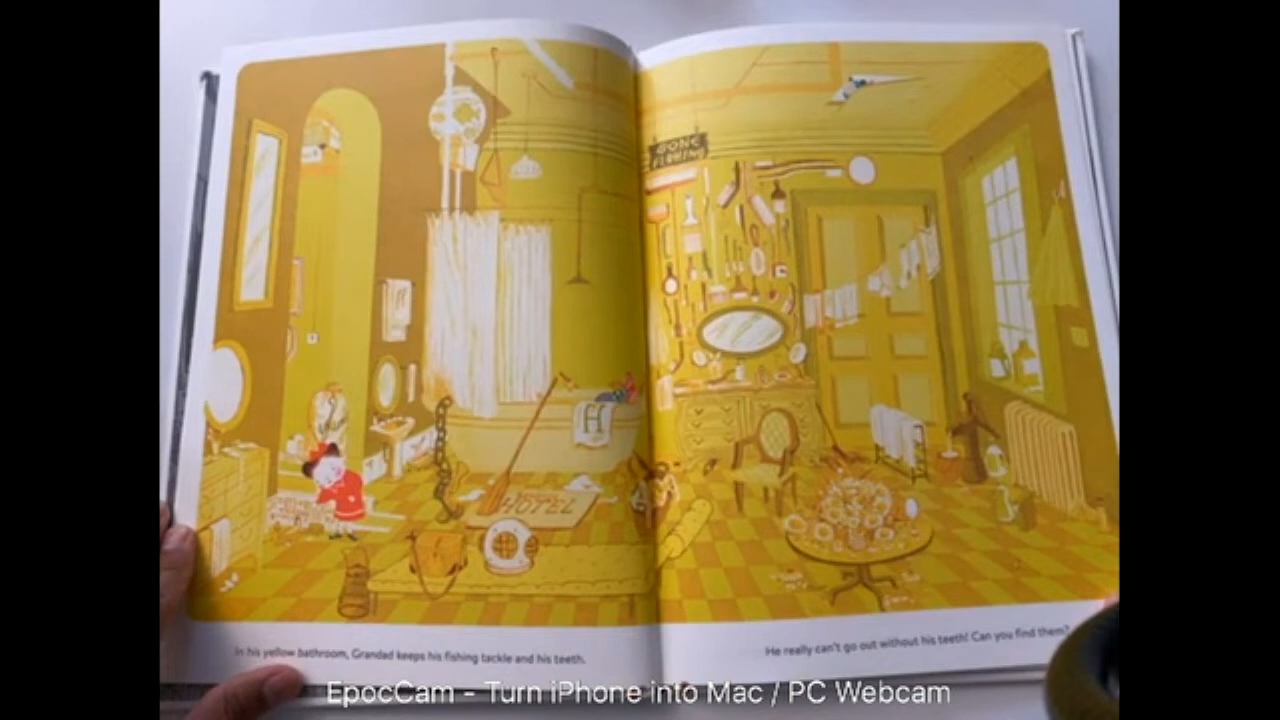 GONE
FISHING
H
HOTEL
In his yellow bathroom, Grandad keeps his fishing tackle and his teeth.
He really can't go out without his teeth! Can you find them?
EpocCam - Turn iPhone into Mac / PC Webcam